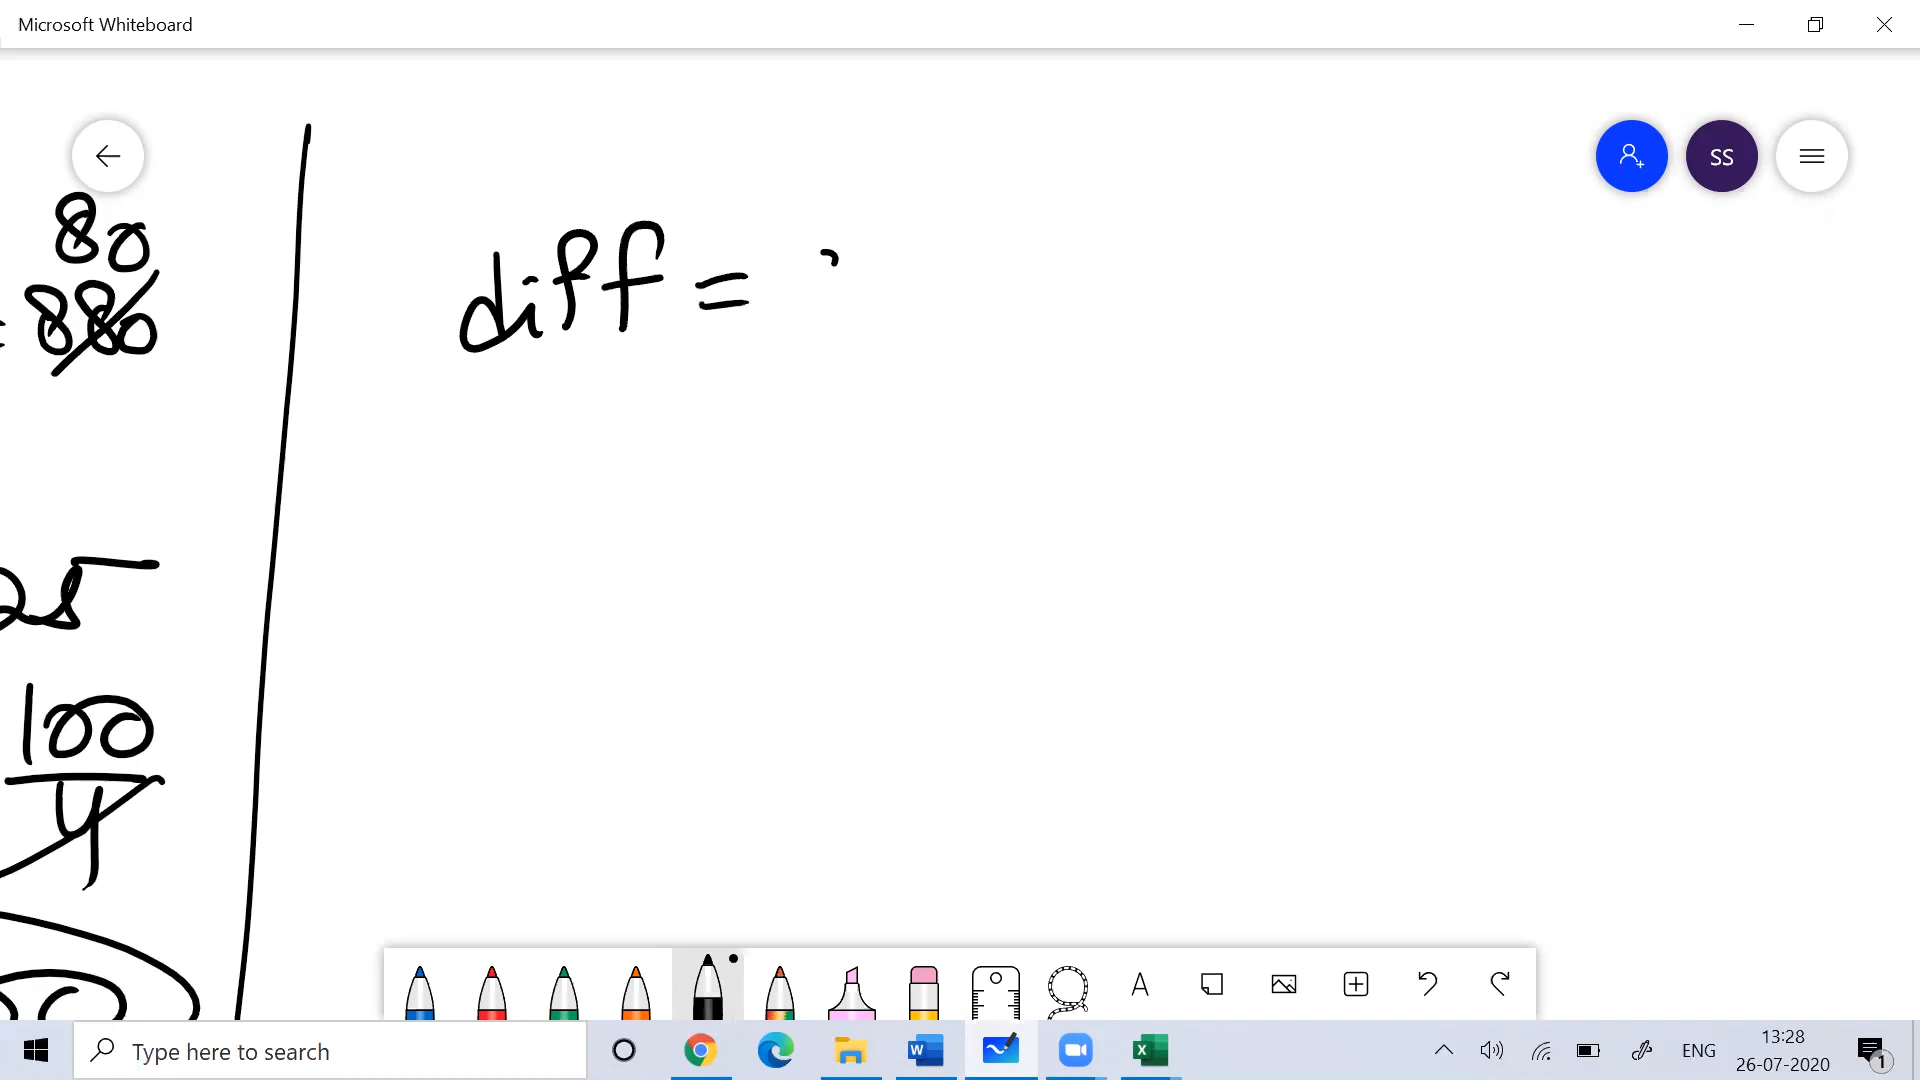 Microsoft Whiteboard
SS
80
880
diff =
25
100
4
A
Type here to search
ENG
13:28
26-07-2020
1